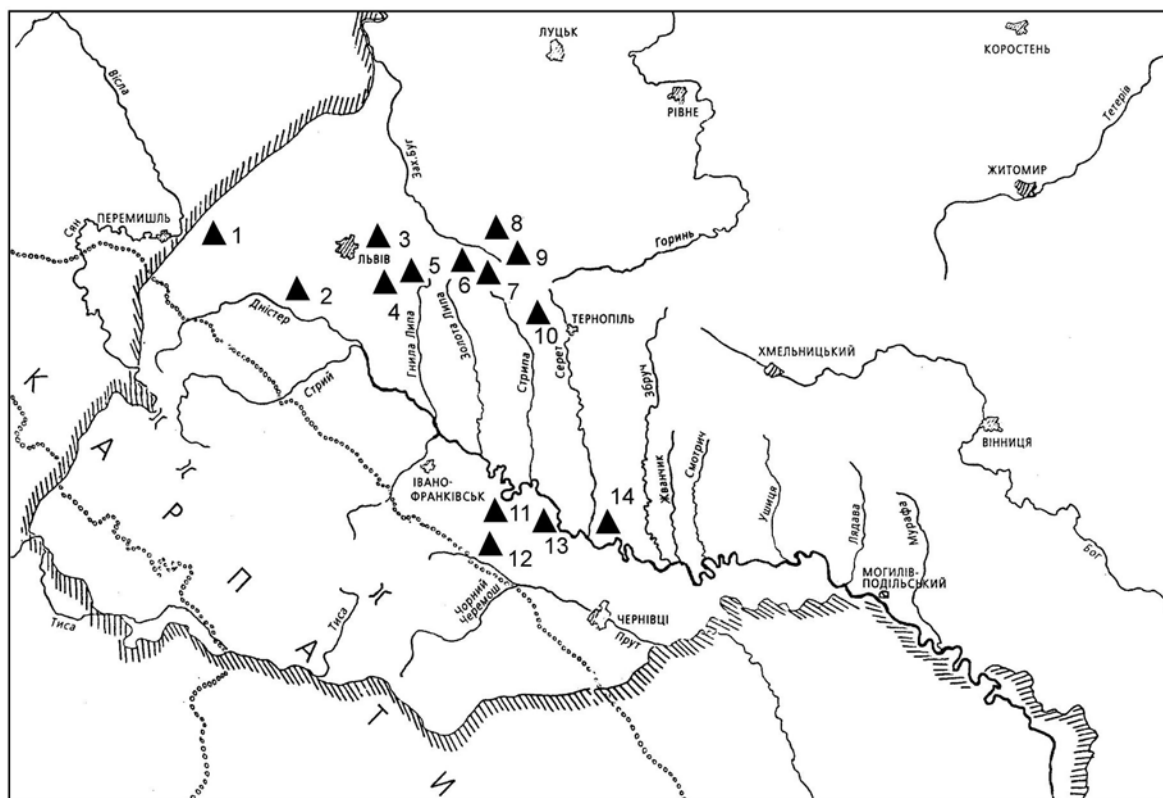 ЛУЦЬК
КОРОСТЕНЬ
Вісла
РІВНЕ
Тетерів
Зах.Буг
ЖИТОМИР
Сян
ПЕРЕМИШЛЬ
1
8
3
ЛЬВІВ
9
Горинь
5
6
7
4
2
Дністер
10
ТЕРНОПІЛЬ
Гнила Липа
Золота Липа
Стрипа
Серет
Збруч
ХМЕЛЬНИЦЬКИЙ
Стрий
К
А
Р
П
А
Т
И
Жванчик
Смотрич
Ушиця
Лядава
Мурафа
ВІННИЦЯ
Бог
ІВАНО-
ФРАНКІВСЬК
11
12
13
14
МОГИЛІВ-
ПОДІЛЬСЬКИЙ
Чорний
Черемош
Тиса
Тиса
ЧЕРНІВЦІ
Прут